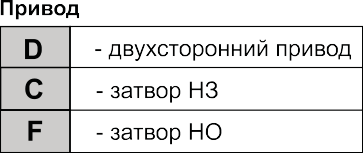 Привод
D - двухсторонний привод
C - затвор НЗ
F - затвор НО